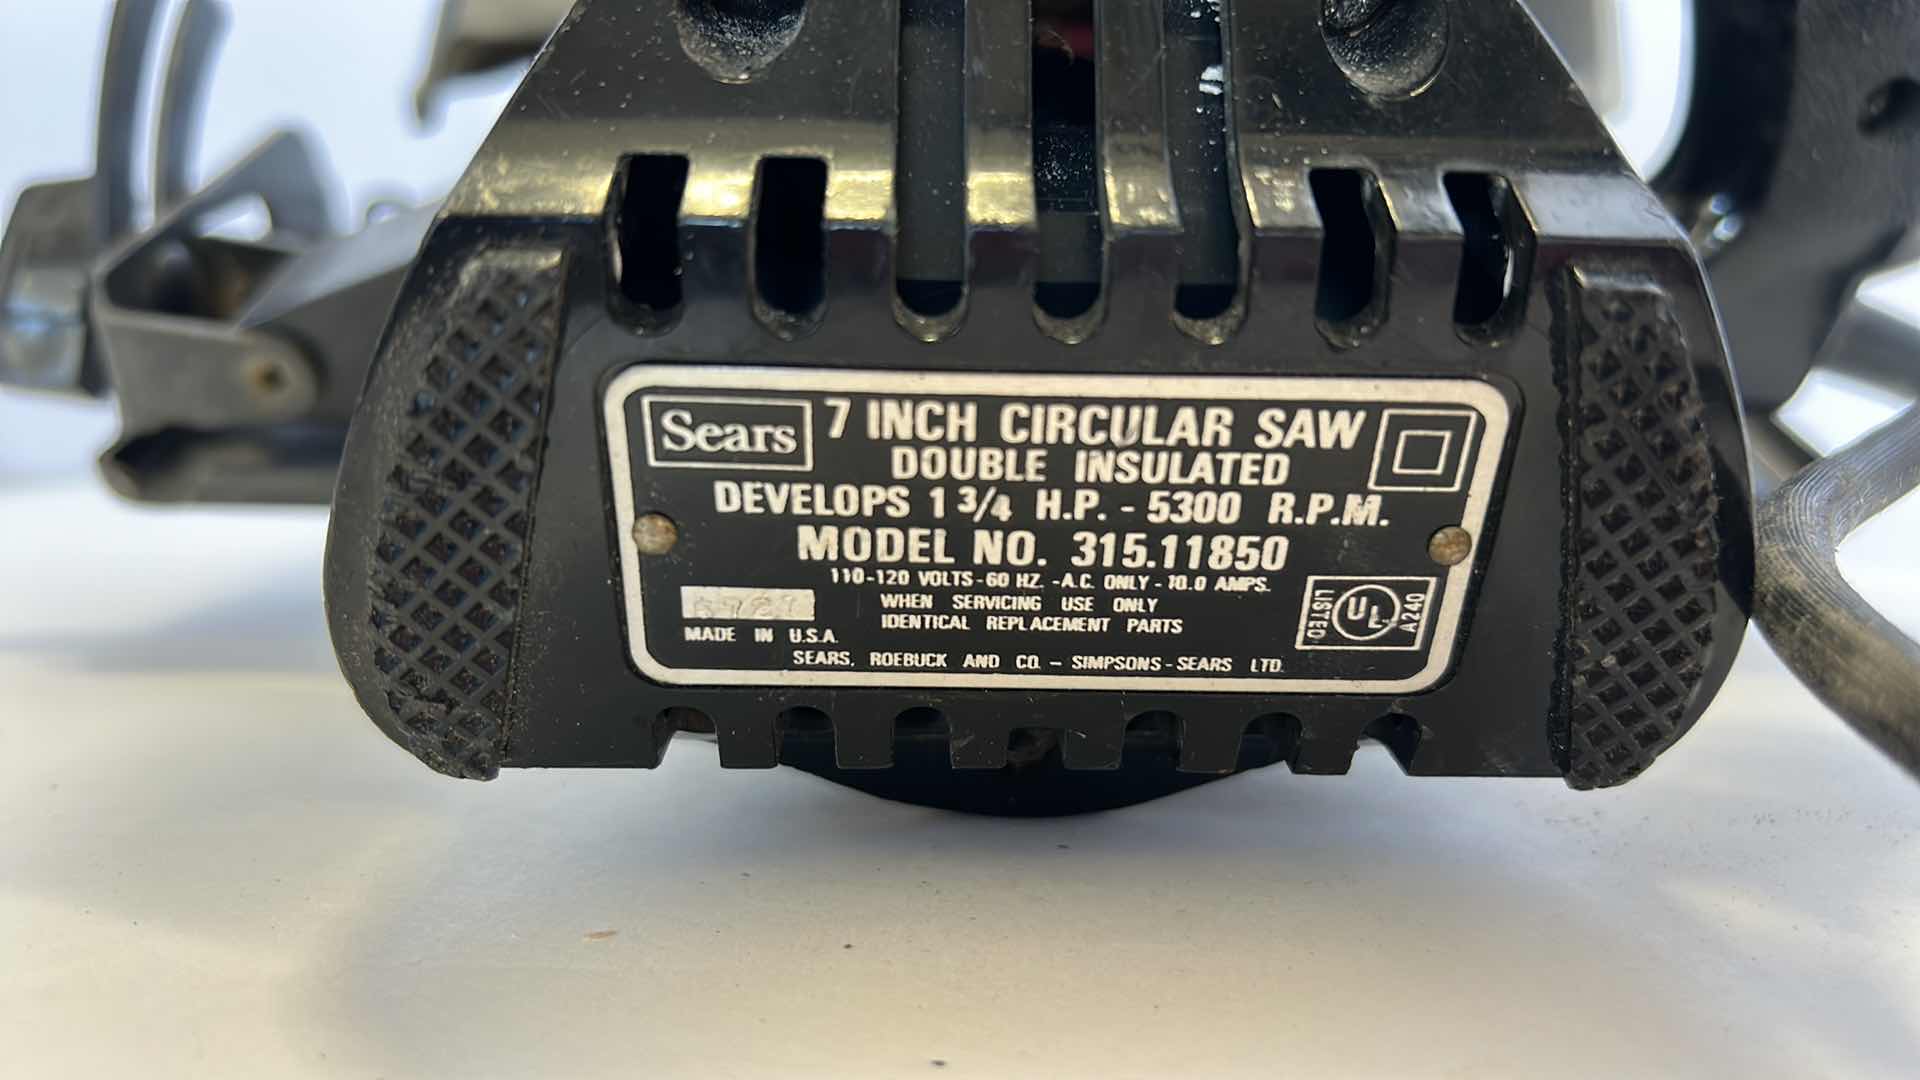 Sears 7 INCH CIRCULAR SAW
DOUBLE INSULATED
DEVELOPS 1 3/4 H.P. - 5300 R.P.M.
MODEL NO. 315.11850
110-120 VOLTS - 60 HZ. - A.C. ONLY - 10.0 AMPS.
WHEN SERVICING USE ONLY
IDENTICAL REPLACEMENT PARTS
MADE IN U.S.A.
LISTED UL A240
SEARS, ROEBUCK AND CO. - SIMPSONS - SEARS LTD.